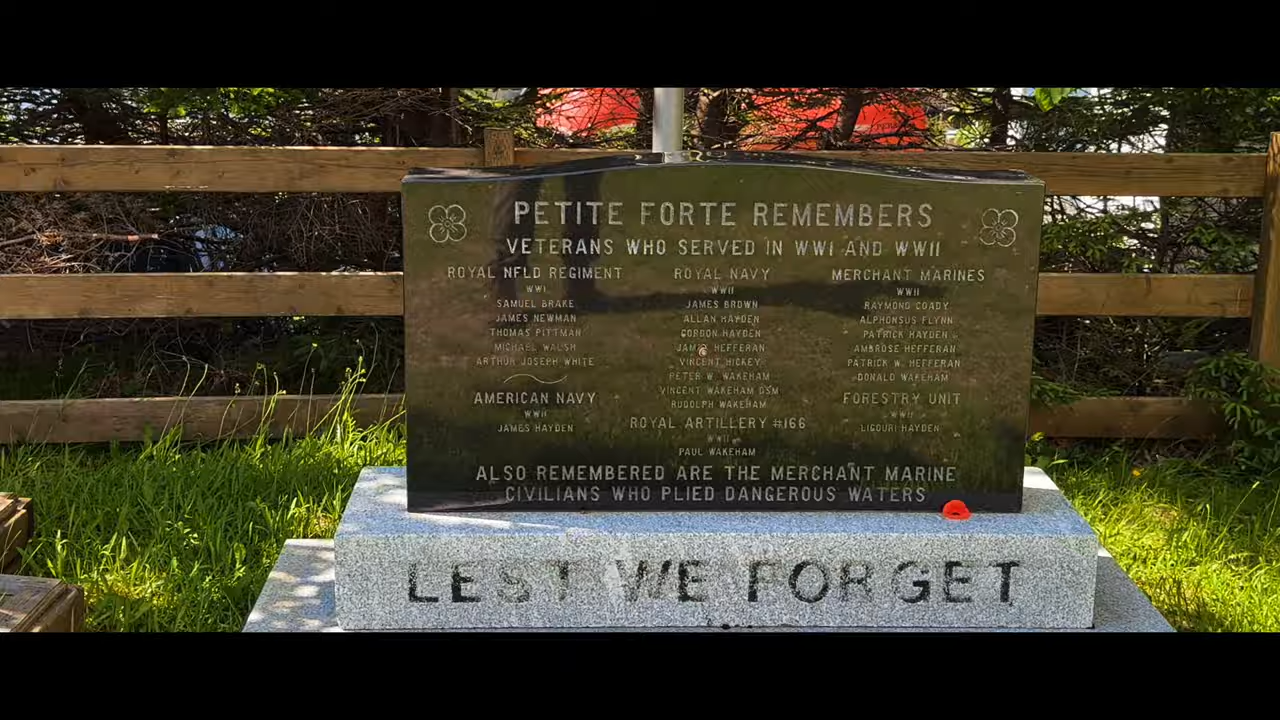 PETITE FORTE REMEMBERS
VETERANS WHO SERVED IN WWI AND WWII
ROYAL NFLD REGIMENT
WWI
SAMUEL BRAKE
JAMES NEWMAN
THOMAS PITTMAN
MICHAEL WALSH
ARTHUR JOSEPH WHITE
AMERICAN NAVY
WWII
JAMES HAYDEN
ROYAL NAVY
WWII
JAMES BROWN
ALLAN HAYDEN
GORDON HAYDEN
JAMES HEFFERAN
VINCENT HICKEY
PETER W. WAKEHAM
VINCENT WAKEHAM DSM
RUDOLPH WAKEHAM
ROYAL ARTILLERY #166
WWII
PAUL WAKEHAM
MERCHANT MARINES
WWII
RAYMOND COADY
ALPHONSUS FLYNN
PATRICK HAYDEN
AMBROSE HEFFERAN
PATRICK W. HEFFERAN
DONALD WAKEHAM
FORESTRY UNIT
WWII
LIGOURI HAYDEN
ALSO REMEMBERED ARE THE MERCHANT MARINE
CIVILIANS WHO PLIED DANGEROUS WATERS
LEST WE FORGET